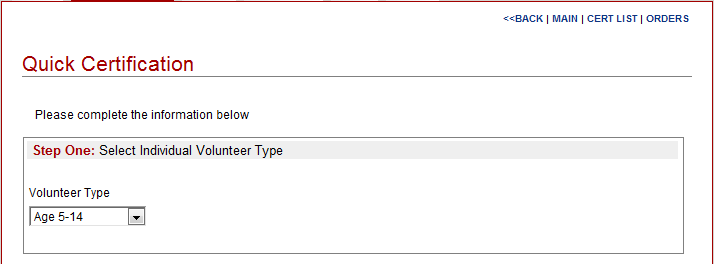 <<BACK | MAIN | CERT LIST | ORDERS
Quick Certification
Please complete the information below
Step One: Select Individual Volunteer Type
Volunteer Type
Age 5-14